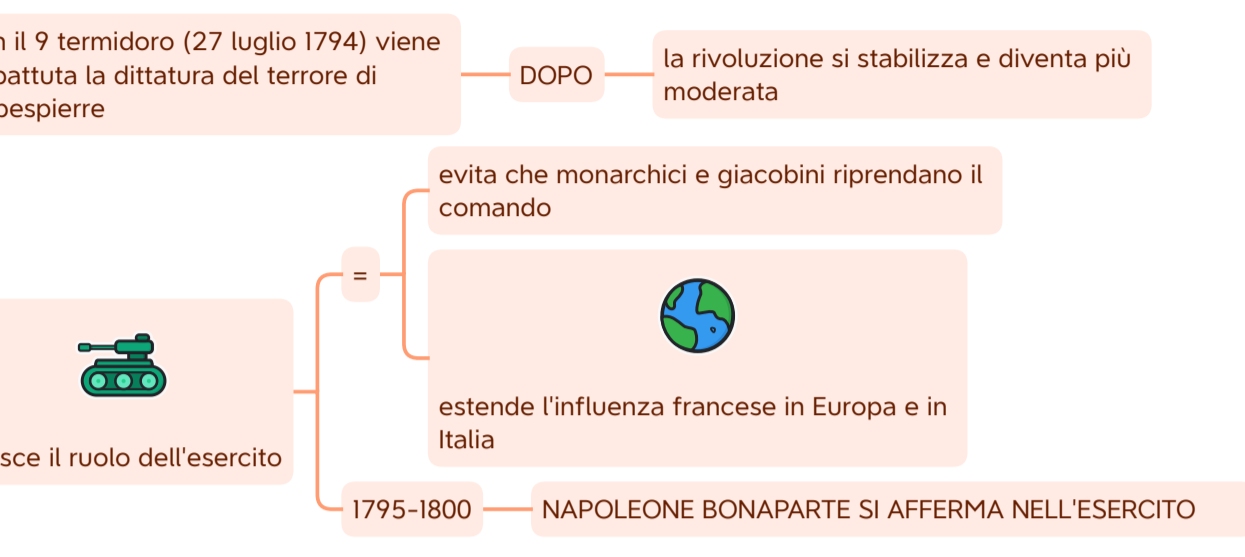 il 9 termidoro (27 luglio 1794) viene
battuta la dittatura del terrore di
bespierre
DOPO
la rivoluzione si stabilizza e diventa più
moderata
evita che monarchici e giacobini riprendano il
comando
=
estende l'influenza francese in Europa e in
Italia
sce il ruolo dell'esercito
1795-1800
NAPOLEONE BONAPARTE SI AFFERMA NELL'ESERCITO